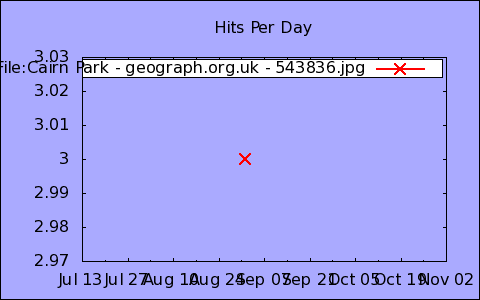 Hits Per Day
3.03
File:Cairn Park - geograph.org.uk - 543836.jpg
3.02
3.01
3
2.99
2.98
2.97
Jul 13 Jul 27 Aug 10 Aug 24 Sep 07 Sep 21 Oct 05 Oct 19 Nov 02